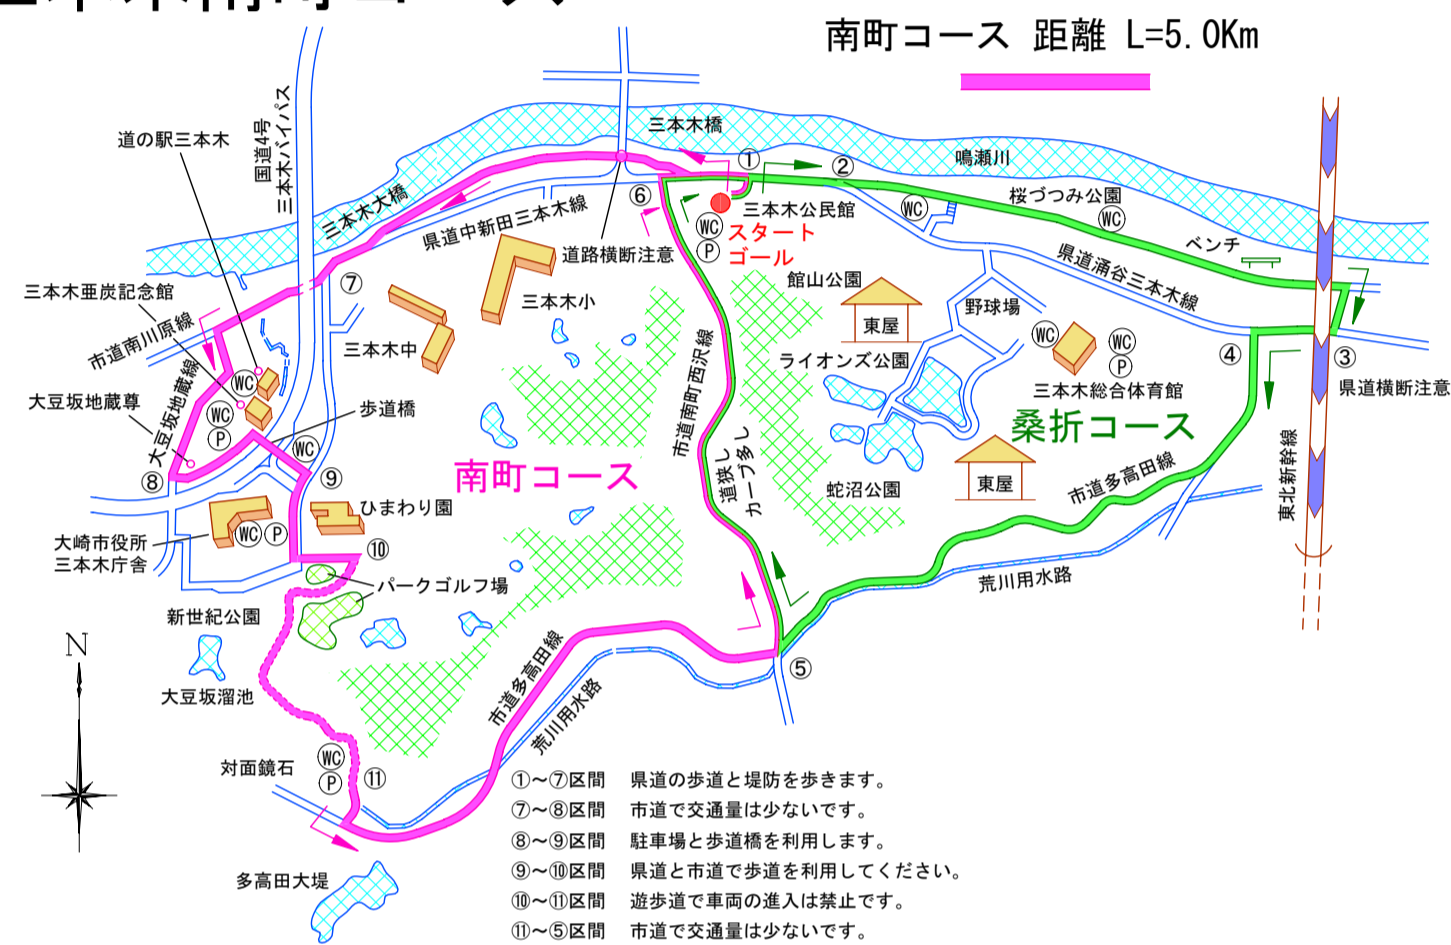 南町コース 距離 L=5.0Km
道の駅三本木
国道4号
三本木バイパス
三本木橋
鳴瀬川
三本木大橋
県道中新田三本木線
⑥
①
②
三本木公民館
WC
P
スタート
ゴール
道路横断注意
WC
桜づつみ公園
WC
ベンチ
県道涌谷三本木線
三本木亜炭記念館
市道南川原線
⑦
三本木小
三本木中
館山公園
東屋
野球場
ライオンズ公園
WC
WC
P
三本木総合体育館
④
③
県道横断注意
大豆坂地蔵尊
大豆坂地蔵線
WC
WC
P
歩道橋
WC
⑧
⑨
市道南町西沢線
道狭し
カーブ多し
南町コース
桑折コース
蛇沼公園
東屋
市道多高田線
東北新幹線
荒川用水路
ひまわり園
大崎市役所
三本木庁舎
WC
P
⑩
パークゴルフ場
新世紀公園
N
大豆坂溜池
市道多高田線
荒川用水路
⑤
対面鏡石
WC
P
⑪
多高田大堤
①～⑦区間 県道の歩道と堤防を歩きます。
⑦～⑧区間 市道で交通量は少ないです。
⑧～⑨区間 駐車場と歩道橋を利用します。
⑨～⑩区間 県道と市道で歩道を利用してください。
⑩～⑪区間 遊歩道で車両の進入は禁止です。
⑪～⑤区間 市道で交通量は少ないです。